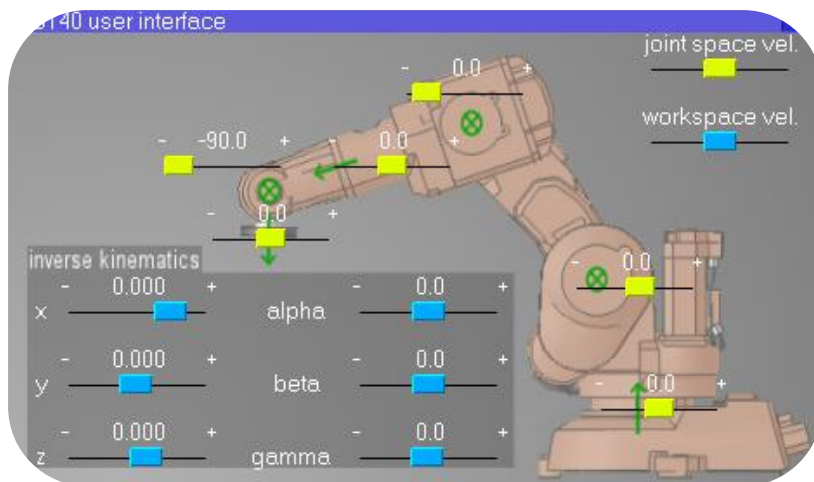 140 user interface
joint space vel.
- 0.0 +
workspace vel.
- -90.0 +
- 0.0 +
- 0.0 +
- 0.0 +
inverse kinematics
x - 0.000 +
alpha - 0.0 +
y - 0.000 +
beta - 0.0 +
z - 0.000 +
gamma - 0.0 +
- 0.0 +